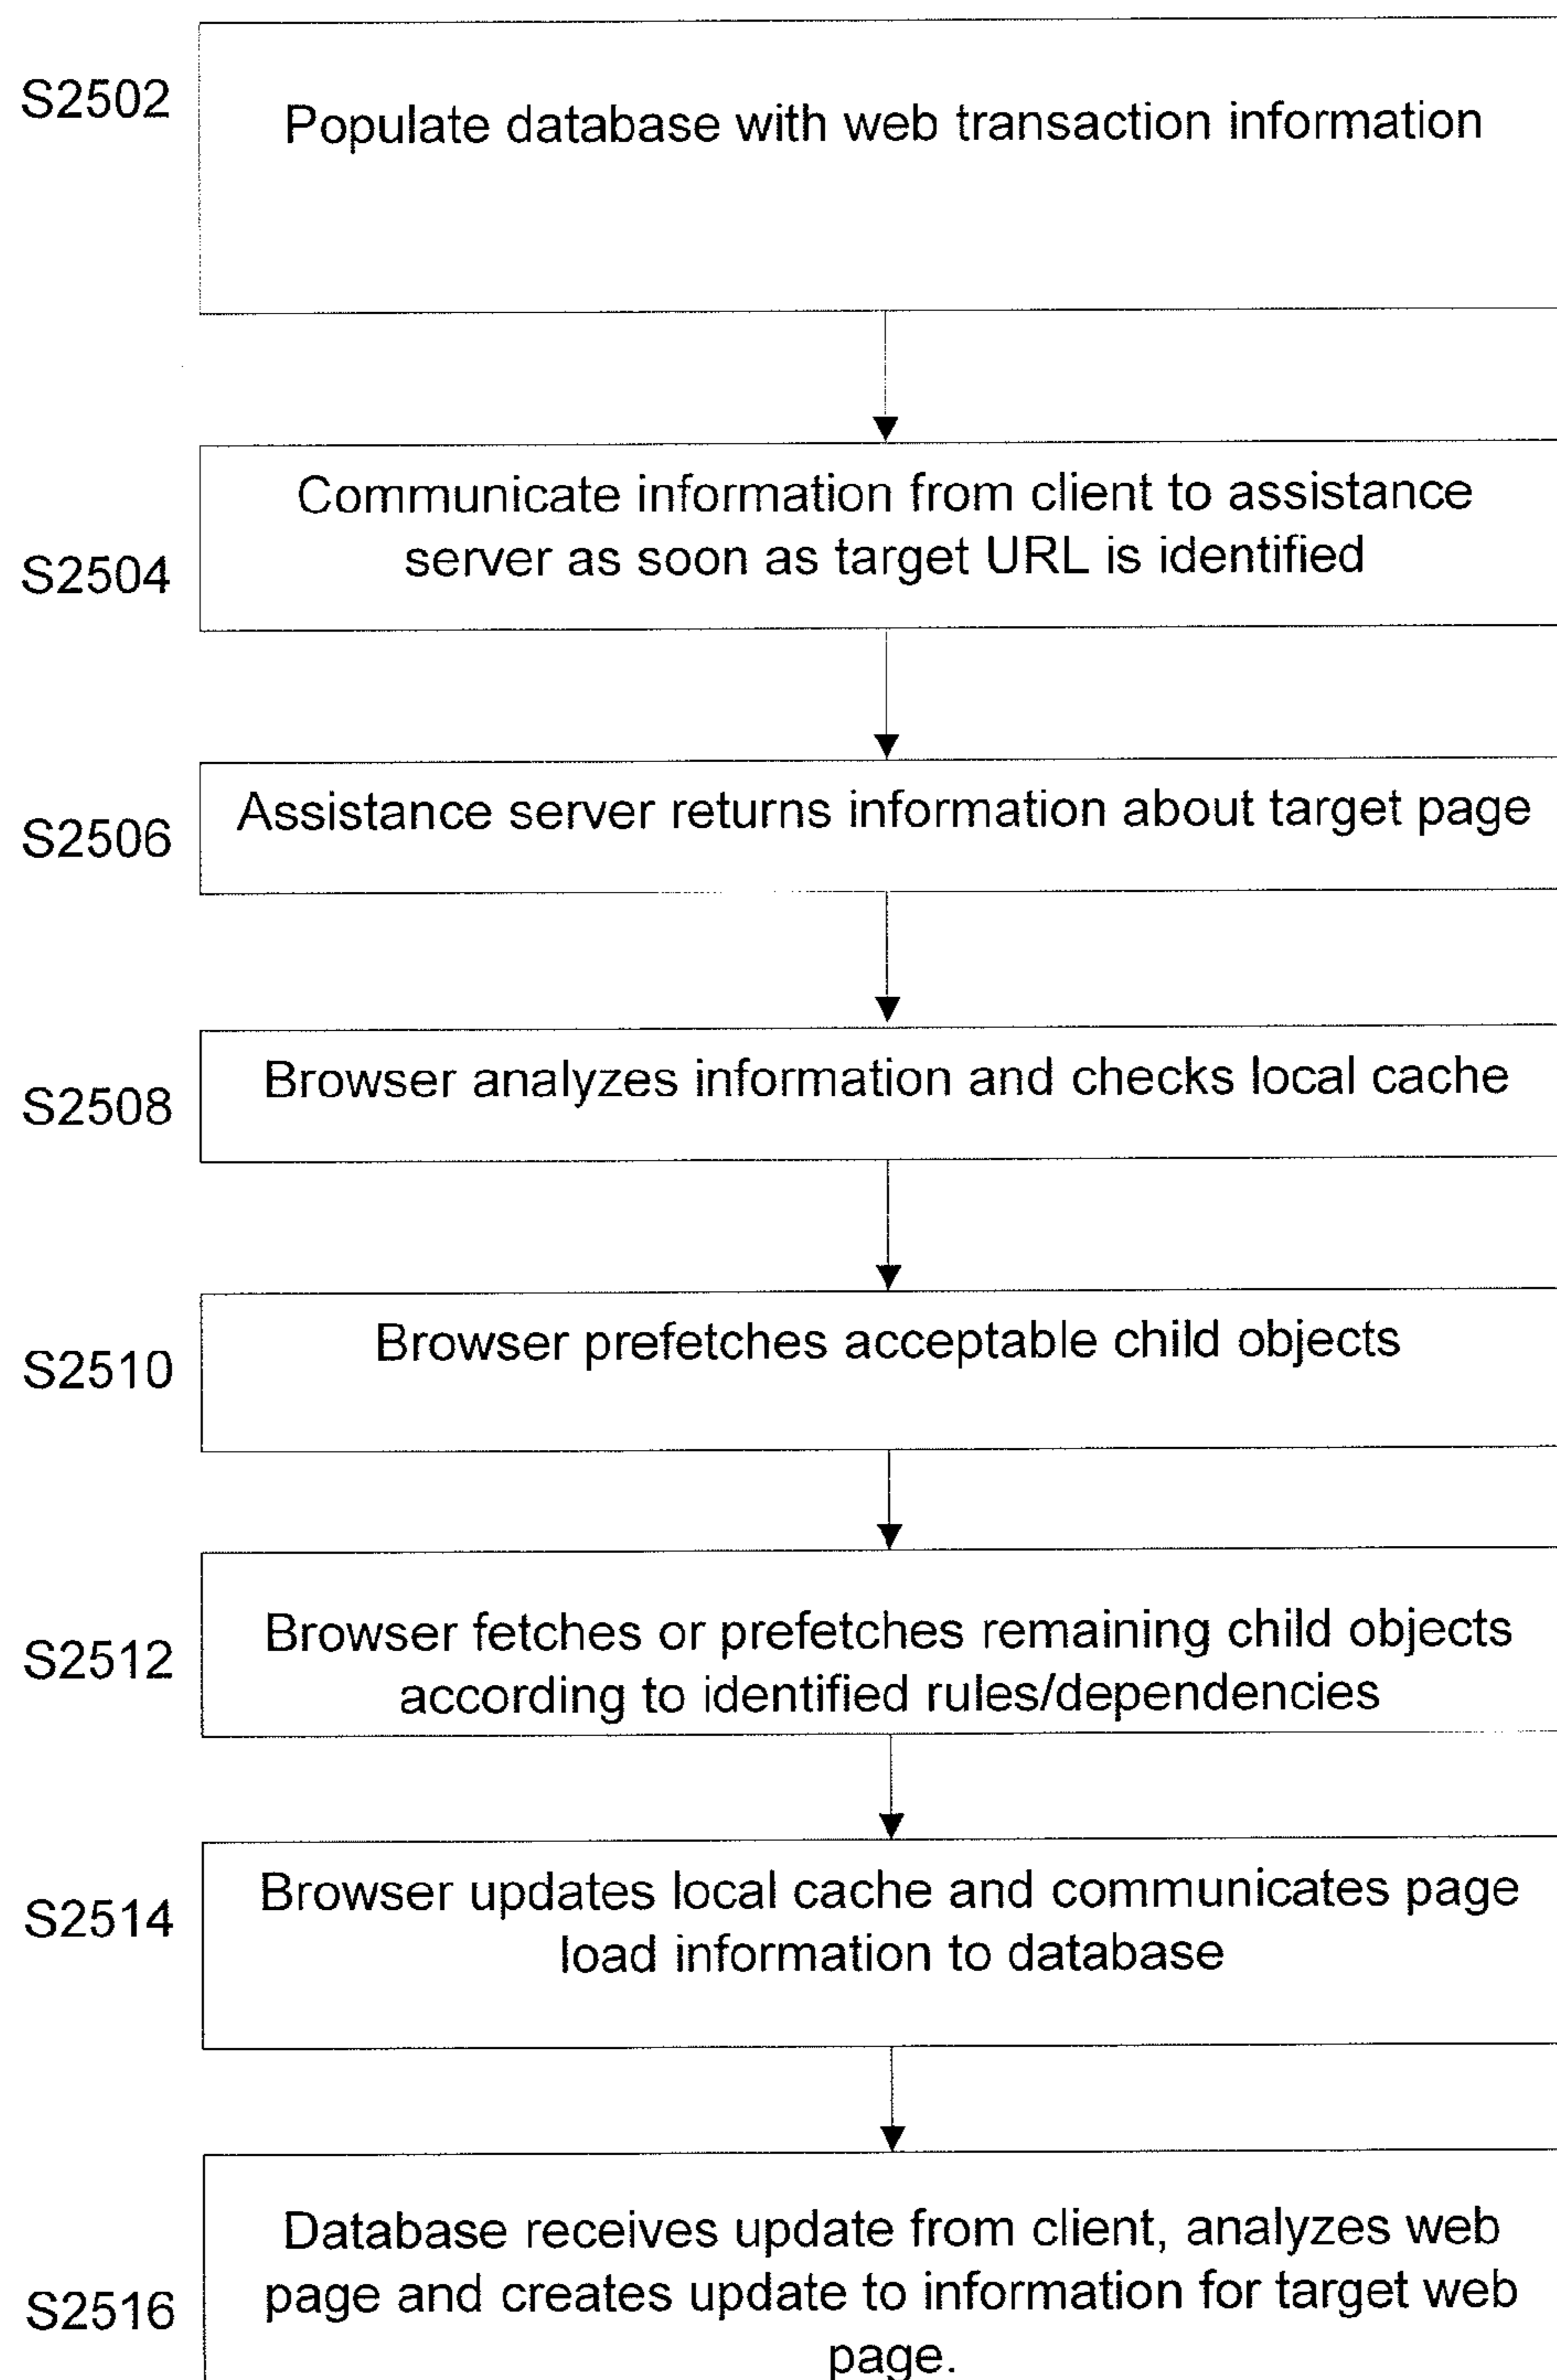 S2502
Populate database with web transaction information
Communicate information from client to assistance
server as soon as target URL is identified
S2504
Assistance server returns information about target page
S2506
Browser analyzes information and checks local cache
S2508
Browser prefetches acceptable child objects
S2510
Browser fetches or prefetches remaining child objects
S2512
according to identified rules/dependencies
Browser updates local cache and communicates page
S2514
load information to database
Database receives update from client, analyzes web
page and creates update to information for target web
S2516
page.